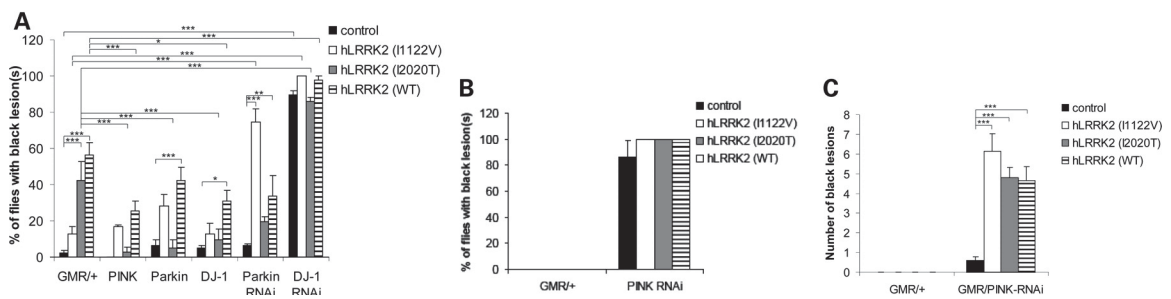 A
% of flies with black lesion(s)
120
100
80
60
40
20
0
***
***
*
***
***
***
***
***
***
***
***
***
***
*
**
***
control
hLRRK2 (I1122V)
hLRRK2 (I2020T)
hLRRK2 (WT)
GMR/+ PINK Parkin DJ-1 Parkin RNAi DJ-1 RNAi
B
% of flies with black lesion(s)
120
100
80
60
40
20
0
control
hLRRK2 (I1122V)
hLRRK2 (I2020T)
hLRRK2 (WT)
GMR/+ PINK RNAi
C
Number of black lesions
8
7
6
5
4
3
2
1
0
***
***
***
control
hLRRK2 (I1122V)
hLRRK2 (I2020T)
hLRRK2 (WT)
GMR/+ GMR/PINK-RNAi